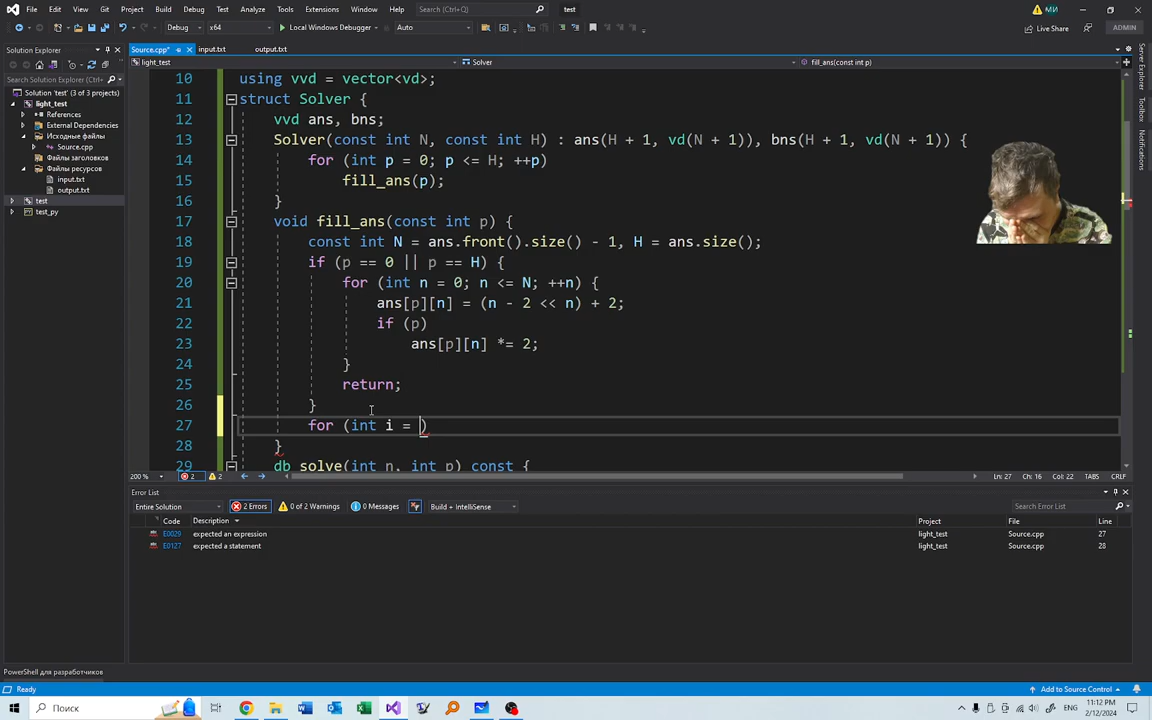 File Edit View Git Project Build Debug Test Analyze Tools Extensions Window Help Search (Ctrl+Q) test МИ
Debug x64 Local Windows Debugger Auto Live Share ADMIN
Solution Explorer
Search Solution Explorer (Ctrl+;)
Solution 'test' (3 of 3 projects)
light_test
References
External Dependencies
Исходные файлы
Source.cpp
Файлы заголовков
Файлы ресурсов
input.txt
output.txt
test
test_py
Source.cpp* input.txt output.txt
light_test Solver fill_ans(const int p)
10 using vvd = vector<vd>;
11 struct Solver {
12 vvd ans, bns;
13 Solver(const int N, const int H) : ans(H + 1, vd(N + 1)), bns(H + 1, vd(N + 1)) {
14 for (int p = 0; p <= H; ++p)
15 fill_ans(p);
16 }
17 void fill_ans(const int p) {
18 const int N = ans.front().size() - 1, H = ans.size();
19 if (p == 0 || p == H) {
20 for (int n = 0; n <= N; ++n) {
21 ans[p][n] = (n - 2 << n) + 2;
22 if (p)
23 ans[p][n] *= 2;
24 }
25 return;
26 }
27 for (int i = )
28 }
29 db solve(int n, int p) const {
200 % 2 2 Ln: 27 Ch: 16 Col: 22 TABS CRLF
Error List
Entire Solution 2 Errors 0 of 2 Warnings 0 Messages Build + IntelliSense Search Error List
Code Description Project File Line
E0029 expected an expression light_test Source.cpp 27
E0127 expected a statement light_test Source.cpp 28
PowerShell для разработчиков
Ready Add to Source Control
Поиск ENG 11:12 PM 2/12/2024
Server Explorer
Toolbox
Notifications